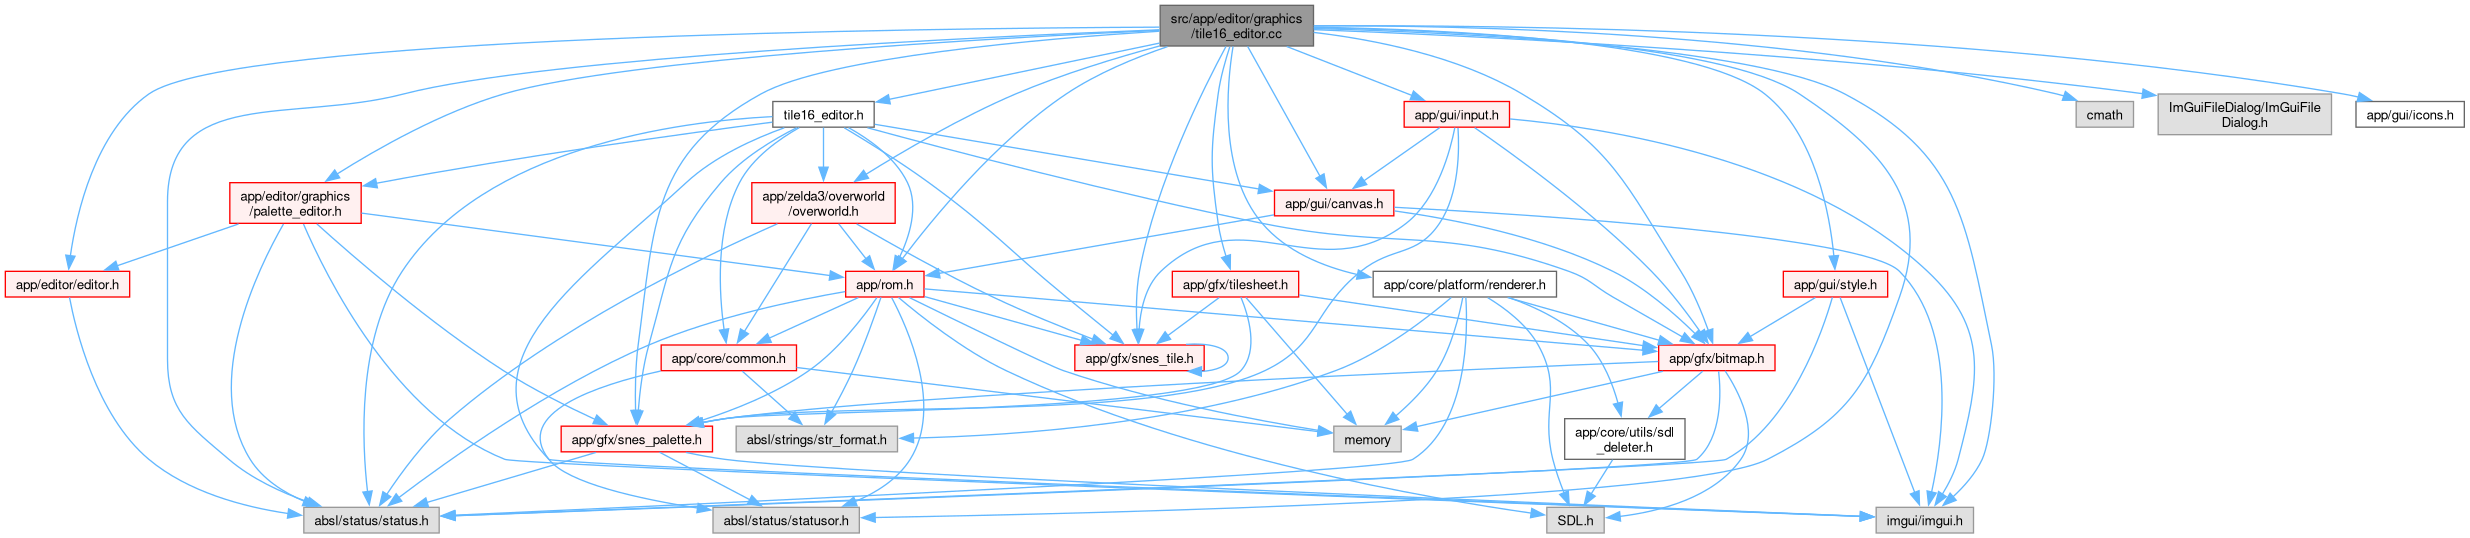 src/app/editor/graphics
/tile16_editor.cc
tile16_editor.h
app/gui/input.h
cmath
ImGuiFileDialog/ImGuiFile
Dialog.h
app/gui/icons.h
app/editor/graphics
/palette_editor.h
app/zelda3/overworld
/overworld.h
app/gui/canvas.h
app/editor/editor.h
app/rom.h
app/gfx/tilesheet.h
app/core/platform/renderer.h
app/gui/style.h
app/core/common.h
app/gfx/snes_tile.h
app/gfx/bitmap.h
app/gfx/snes_palette.h
absl/strings/str_format.h
memory
app/core/utils/sdl
_deleter.h
absl/status/status.h
absl/status/statusor.h
SDL.h
imgui/imgui.h